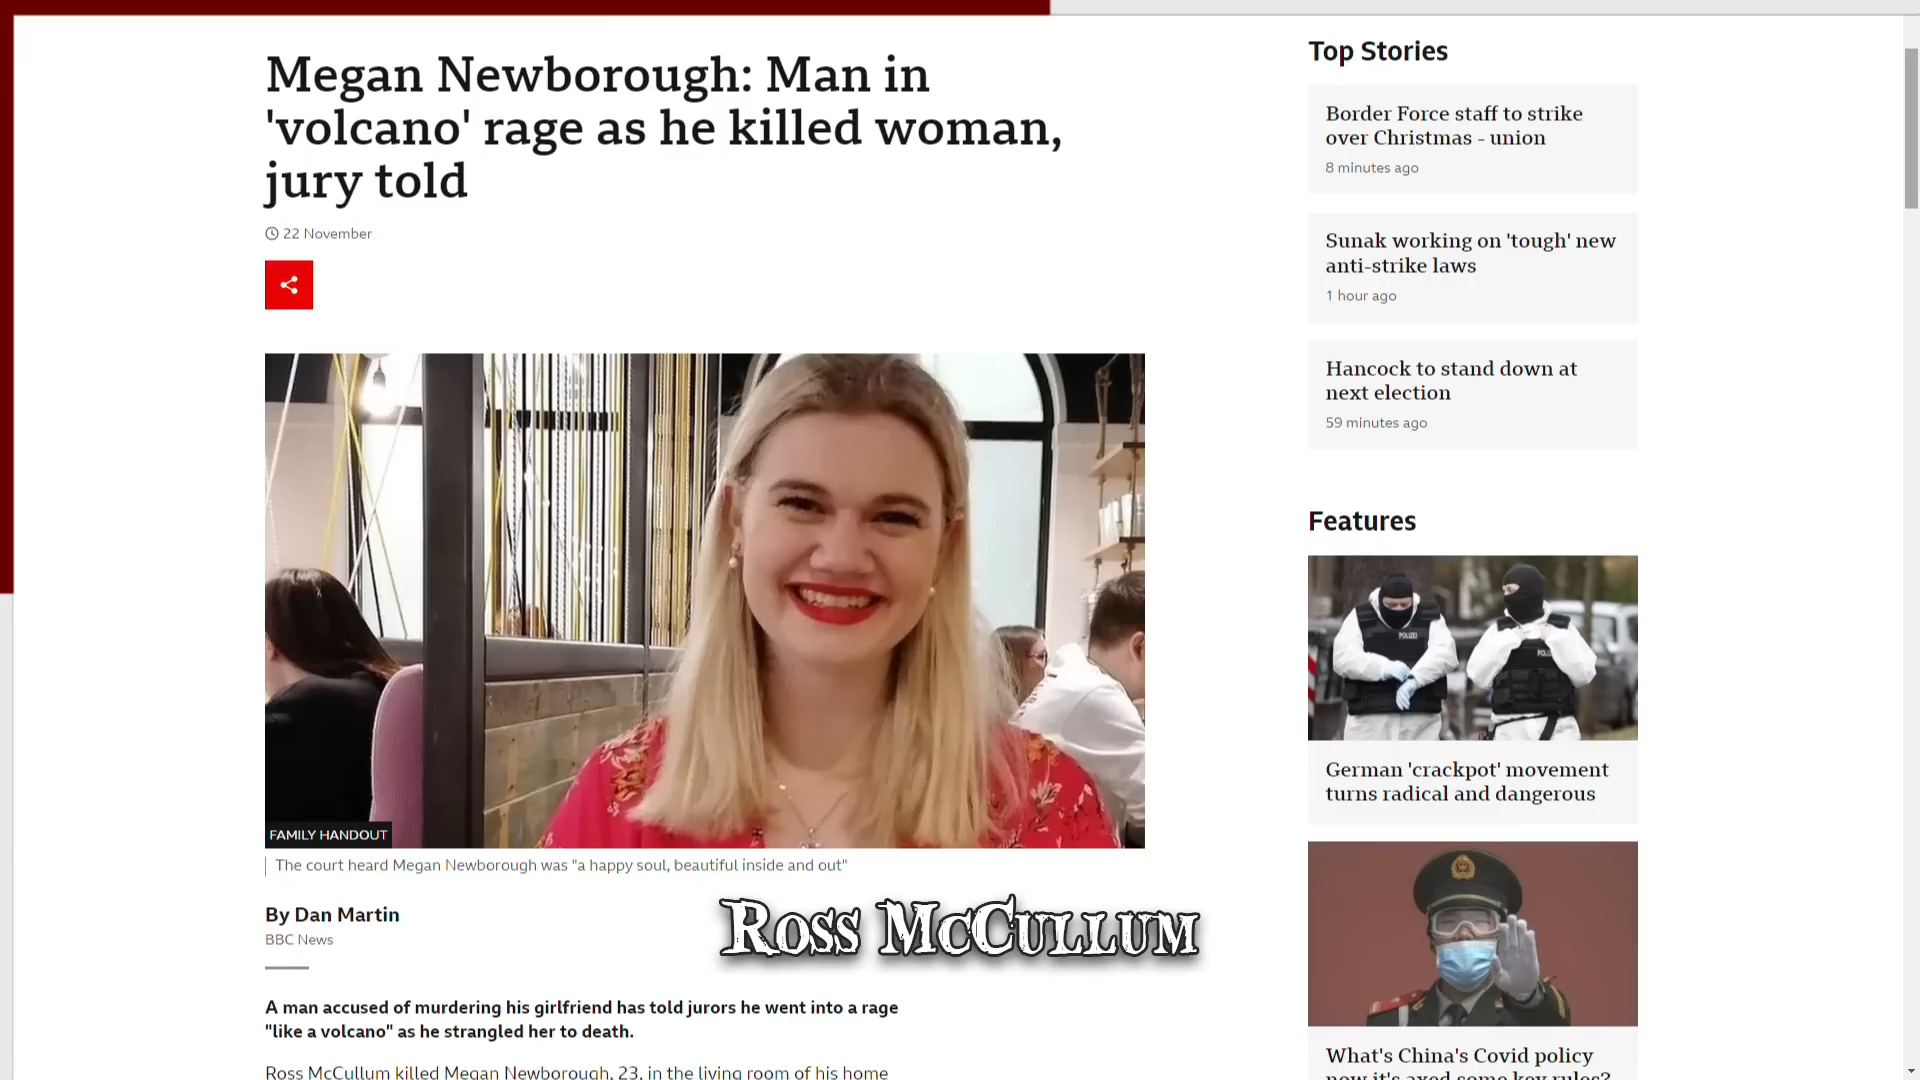 Megan Newborough: Man in
'volcano' rage as he killed woman,
jury told
22 November
FAMILY HANDOUT
The court heard Megan Newborough was "a happy soul, beautiful inside and out"
By Dan Martin
BBC News
Ross McCullum
A man accused of murdering his girlfriend has told jurors he went into a rage
"like a volcano" as he strangled her to death.
Ross McCullum killed Megan Newborough, 23, in the living room of his home
Top Stories
Border Force staff to strike
over Christmas - union
8 minutes ago
Sunak working on 'tough' new
anti-strike laws
1 hour ago
Hancock to stand down at
next election
59 minutes ago
Features
POLIZEI
German 'crackpot' movement
turns radical and dangerous
What's China's Covid policy
now it's axed some key rules?